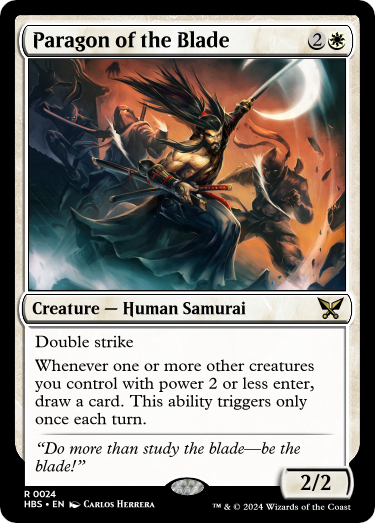 Paragon of the Blade 2
Creature — Human Samurai
Double strike
Whenever one or more other creatures
you control with power 2 or less enter,
draw a card. This ability triggers only
once each turn.
“Do more than study the blade—be the
blade!”
2/2
R 0024
HBS • EN Carlos Herrera
™ & © 2024 Wizards of the Coast